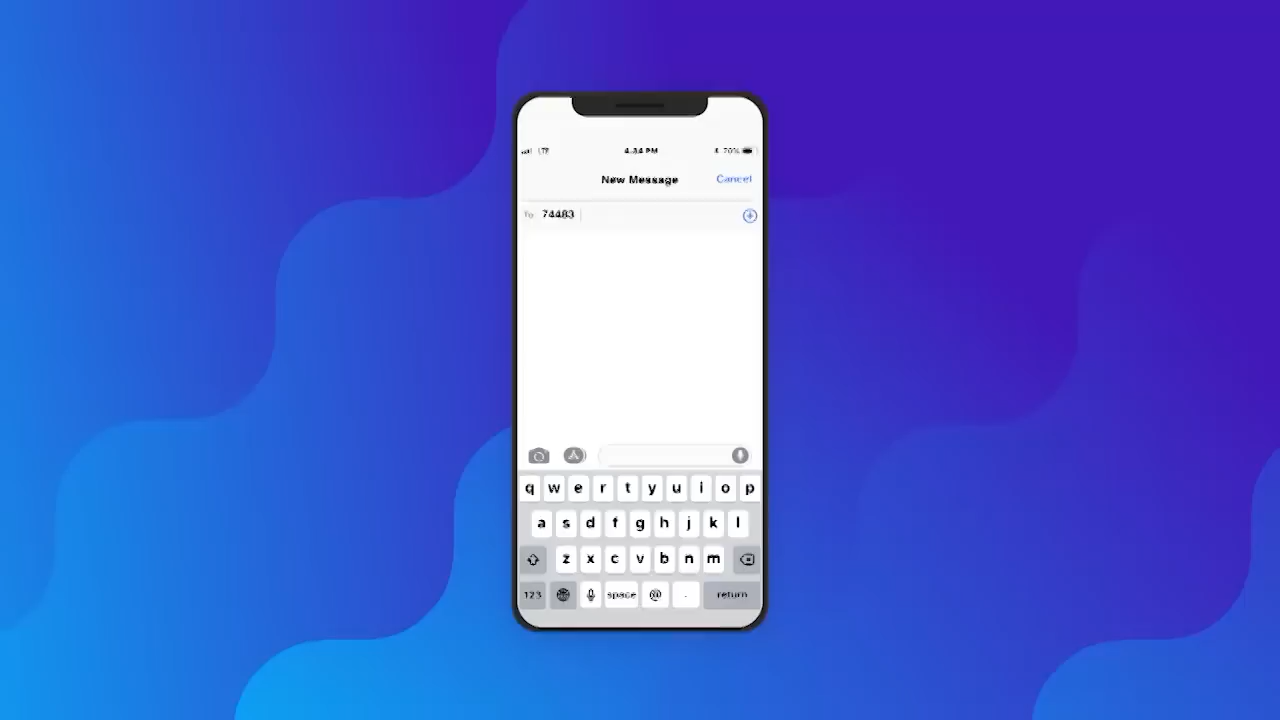 LTE 4:34 PM 70%
New Message Cancel
To: 74483
q w e r t y u i o p
a s d f g h j k l
z x c v b n m
123 space @ . return